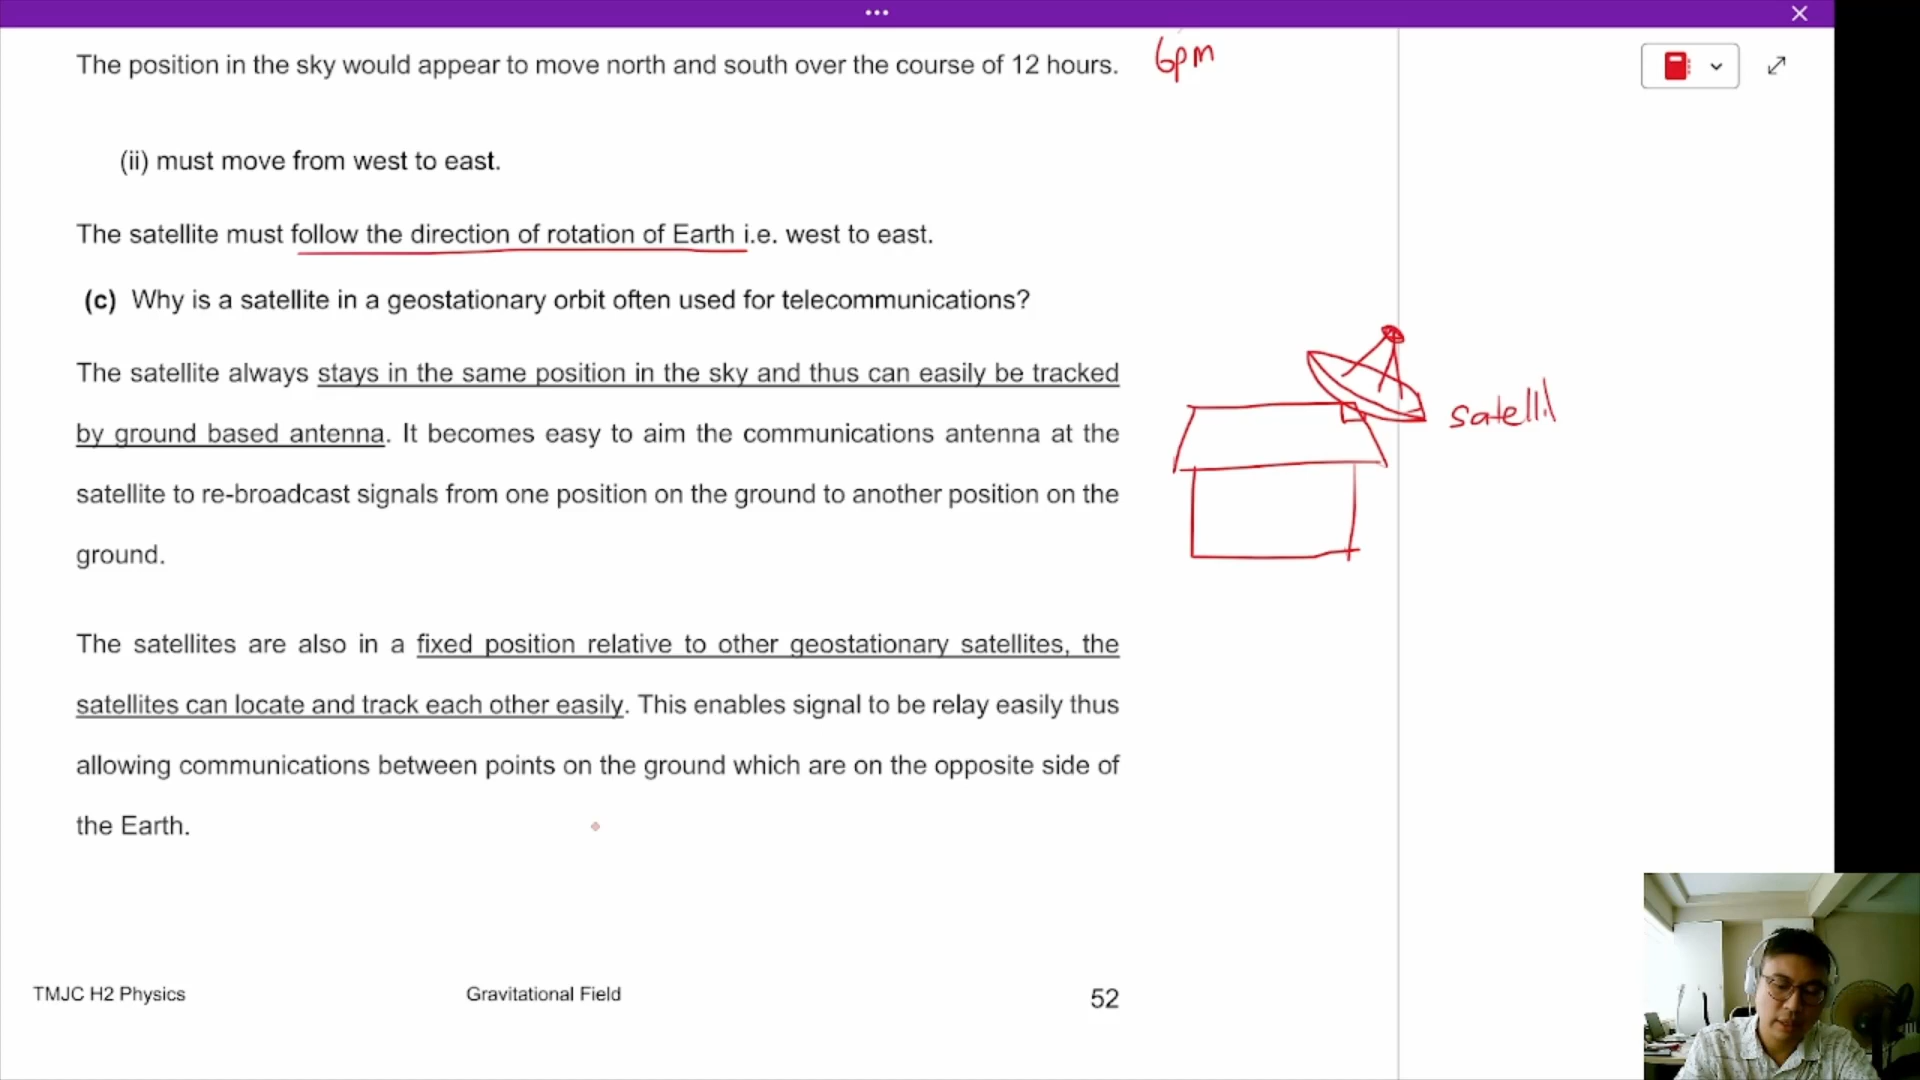 The position in the sky would appear to move north and south over the course of 12 hours.
6pm
(ii) must move from west to east.
The satellite must follow the direction of rotation of Earth i.e. west to east.
(c) Why is a satellite in a geostationary orbit often used for telecommunications?
The satellite always stays in the same position in the sky and thus can easily be tracked
by ground based antenna. It becomes easy to aim the communications antenna at the
satelli
satellite to re-broadcast signals from one position on the ground to another position on the
ground.
The satellites are also in a fixed position relative to other geostationary satellites, the
satellites can locate and track each other easily. This enables signal to be relay easily thus
allowing communications between points on the ground which are on the opposite side of
the Earth.
TMJC H2 Physics
Gravitational Field
52